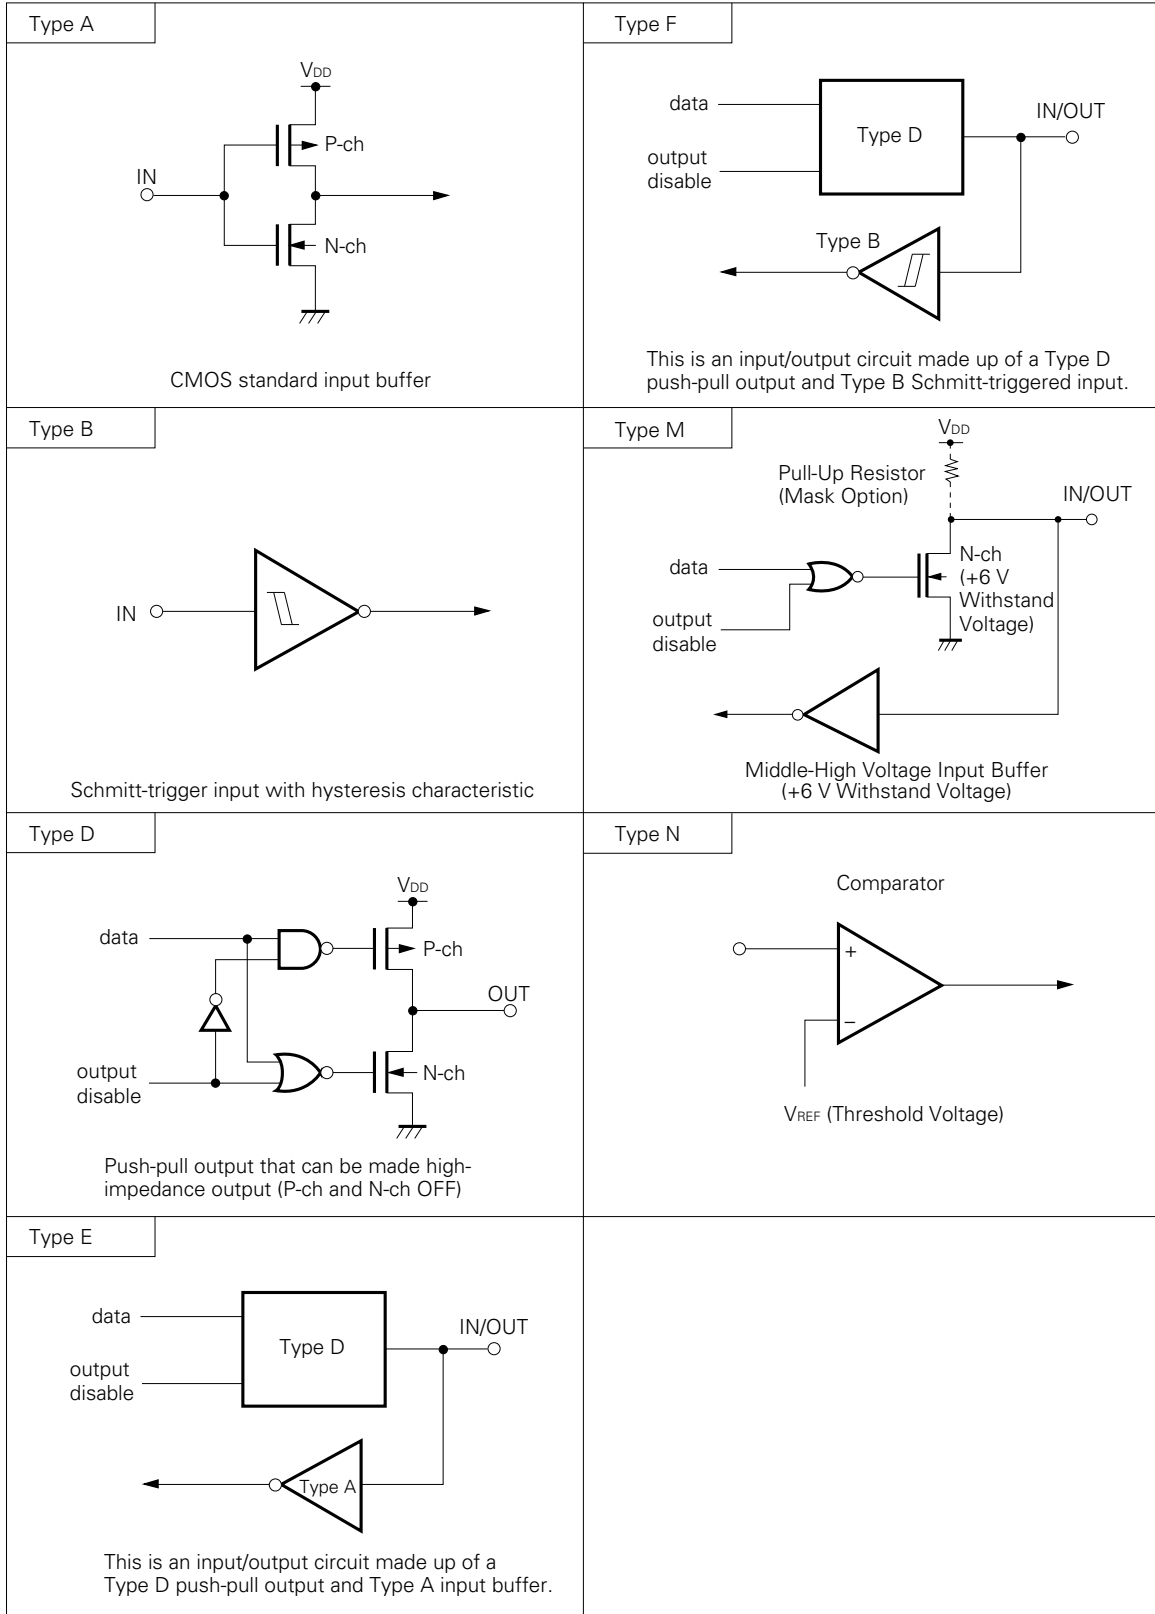 Type A
VDD
P-ch
IN
N-ch
CMOS standard input buffer
Type F
data
Type D
IN/OUT
output
disable
Type B
This is an input/output circuit made up of a Type D
push-pull output and Type B Schmitt-triggered input.
Type B
IN
Schmitt-trigger input with hysteresis characteristic
Type M
VDD
Pull-Up Resistor
(Mask Option)
IN/OUT
data
N-ch
(+6 V
Withstand
Voltage)
output
disable
Middle-High Voltage Input Buffer
(+6 V Withstand Voltage)
Type D
VDD
data
P-ch
OUT
output
disable
N-ch
Push-pull output that can be made high-
impedance output (P-ch and N-ch OFF)
Type N
Comparator
+
−
VREF (Threshold Voltage)
Type E
data
Type D
IN/OUT
output
disable
Type A
This is an input/output circuit made up of a
Type D push-pull output and Type A input buffer.